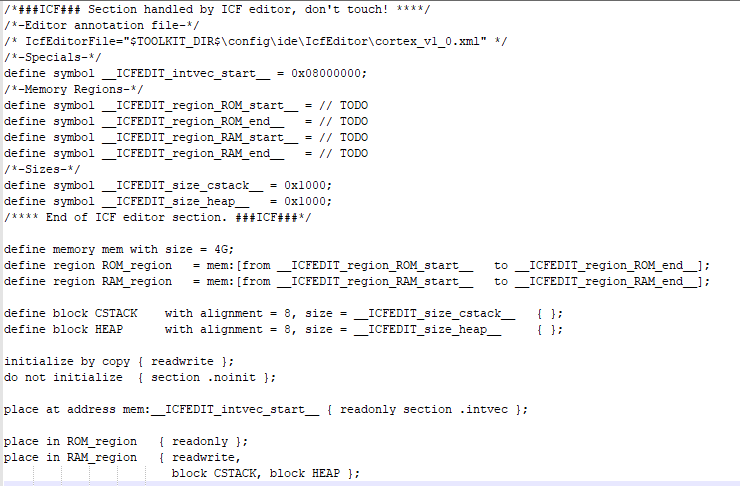 /*###ICF### Section handled by ICF editor, don't touch! ****/
/*-Editor annotation file-*/
/* IcfEditorFile="$TOOLKIT_DIR$\config\ide\IcfEditor\cortex_v1_0.xml" */
/*-Specials-*/
define symbol __ICFEDIT_intvec_start__ = 0x08000000;
/*-Memory Regions-*/
define symbol __ICFEDIT_region_ROM_start__ = // TODO
define symbol __ICFEDIT_region_ROM_end__   = // TODO
define symbol __ICFEDIT_region_RAM_start__ = // TODO
define symbol __ICFEDIT_region_RAM_end__   = // TODO
/*-Sizes-*/
define symbol __ICFEDIT_size_cstack__ = 0x1000;
define symbol __ICFEDIT_size_heap__   = 0x1000;
/**** End of ICF editor section. ###ICF###*/

define memory mem with size = 4G;
define region ROM_region   = mem:[from __ICFEDIT_region_ROM_start__   to __ICFEDIT_region_ROM_end__];
define region RAM_region   = mem:[from __ICFEDIT_region_RAM_start__   to __ICFEDIT_region_RAM_end__];

define block CSTACK    with alignment = 8, size = __ICFEDIT_size_cstack__   { };
define block HEAP      with alignment = 8, size = __ICFEDIT_size_heap__     { };

initialize by copy { readwrite };
do not initialize  { section .noinit };

place at address mem:__ICFEDIT_intvec_start__ { readonly section .intvec };

place in ROM_region   { readonly };
place in RAM_region   { readwrite,
                        block CSTACK, block HEAP };